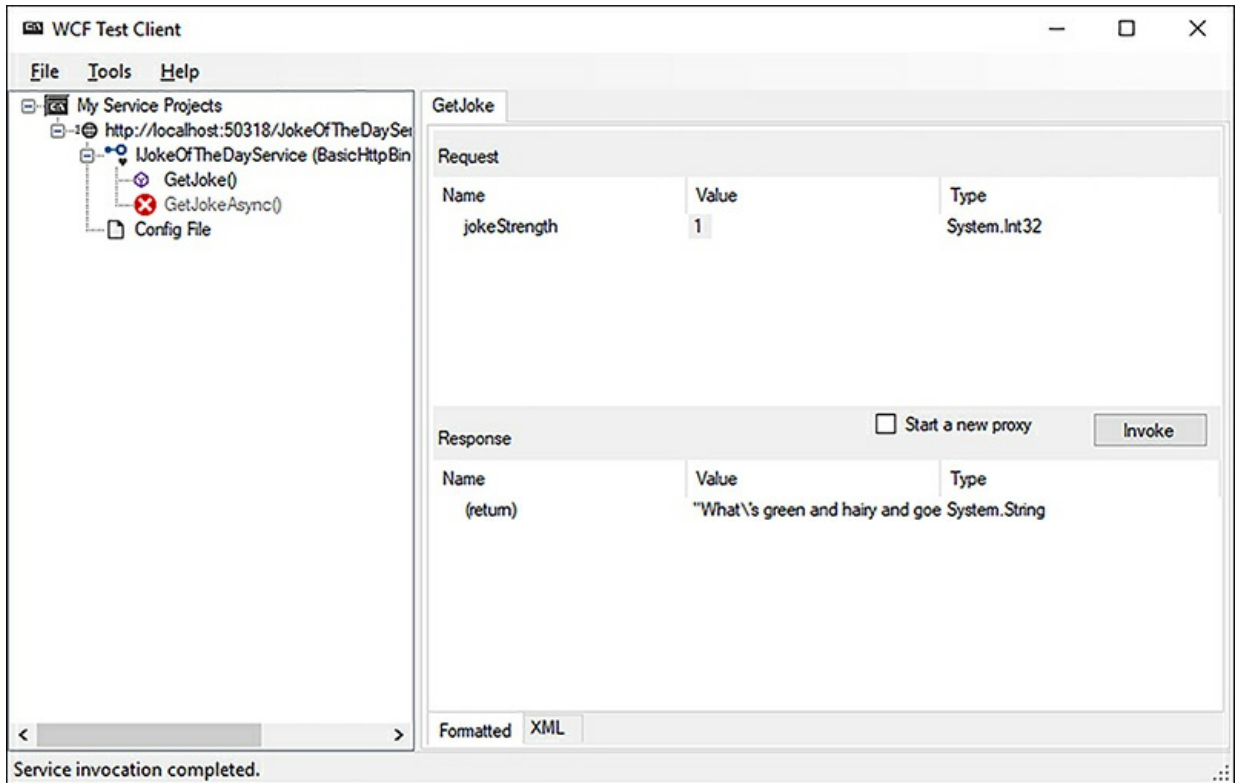 WCF Test Client
File Tools Help
My Service Projects
http://localhost:50318/JokeOfTheDaySer
IJokeOfTheDayService (BasicHttpBin
GetJoke()
GetJokeAsync()
Config File
GetJoke
Request
Name Value Type
jokeStrength 1 System.Int32
Response Start a new proxy Invoke
Name Value Type
(return) "What\'s green and hairy and goe System.String
Formatted XML
Service invocation completed.